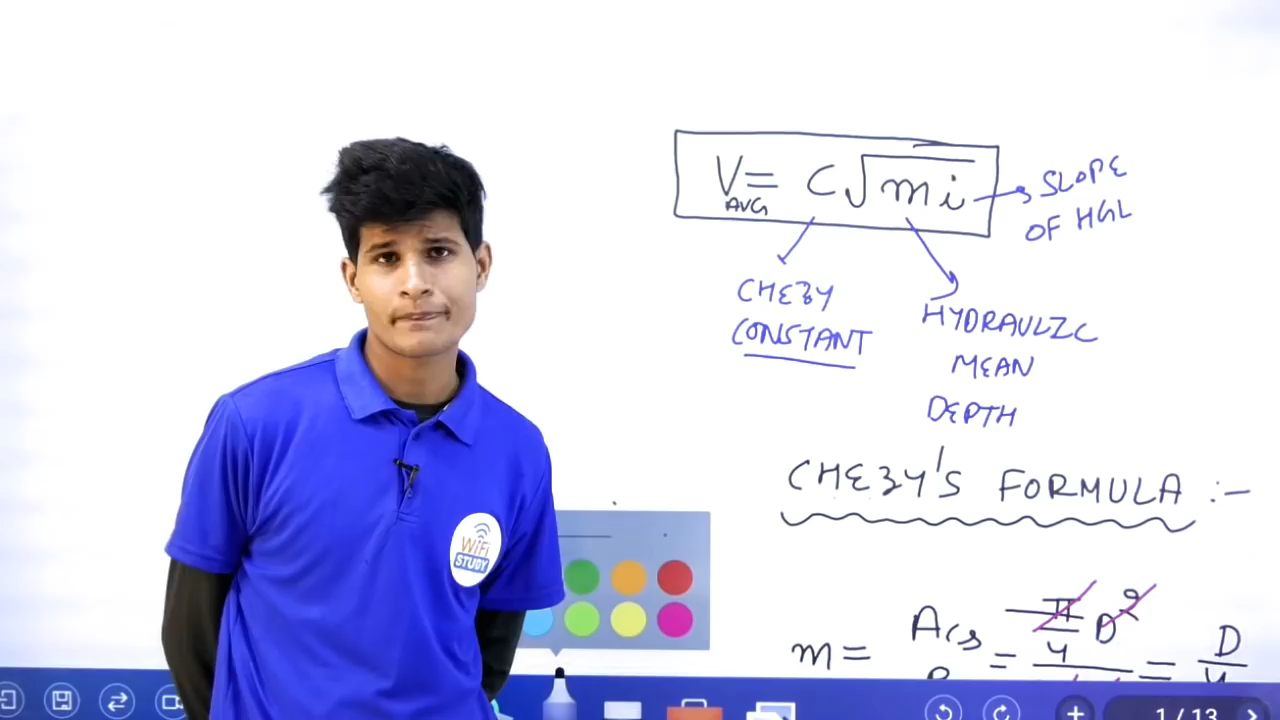 V = C√mi
AVG
SLOPE
OF HGL
CHEZY
CONSTANT
HYDRAULIC
MEAN
DEPTH
CHEZY'S FORMULA :-
m = Acs = π/4 D² = D/4
WiFi
STUDY
1 / 13